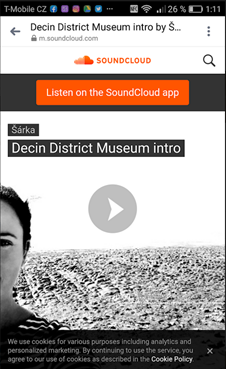 T-Mobile CZ ... 26 % 1:11
Decin District Museum intro by Š...
m.soundcloud.com
SOUNDCLOUD
Listen on the SoundCloud app
Šárka
Decin District Museum intro
We use cookies for various purposes including analytics and
personalized marketing. By continuing to use the service, you
agree to our use of cookies as described in the Cookie Policy